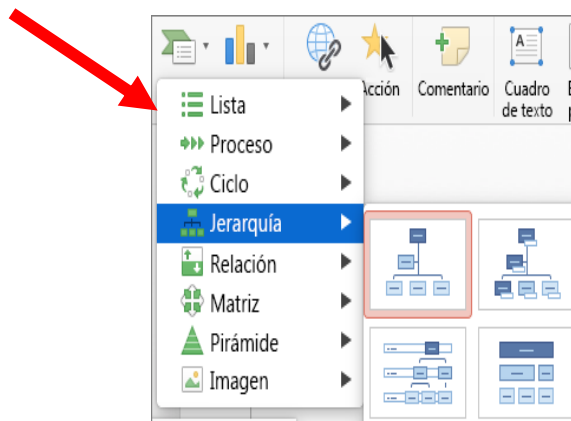 Acción
Comentario
Cuadro
de texto
Lista
Proceso
Ciclo
Jerarquía
Relación
Matriz
Pirámide
Imagen